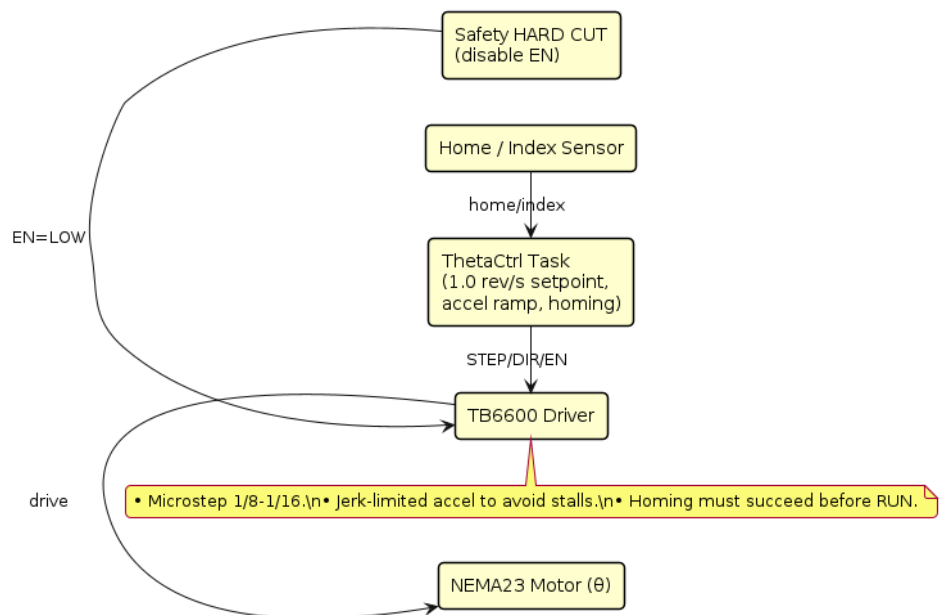 Safety HARD CUT
(disable EN)
Home / Index Sensor
home/index
EN=LOW
ThetaCtrl Task
(1.0 rev/s setpoint,
accel ramp, homing)
STEP/DIR/EN
TB6600 Driver
drive
• Microstep 1/8-1/16.\n• Jerk-limited accel to avoid stalls.\n• Homing must succeed before RUN.
NEMA23 Motor (θ)